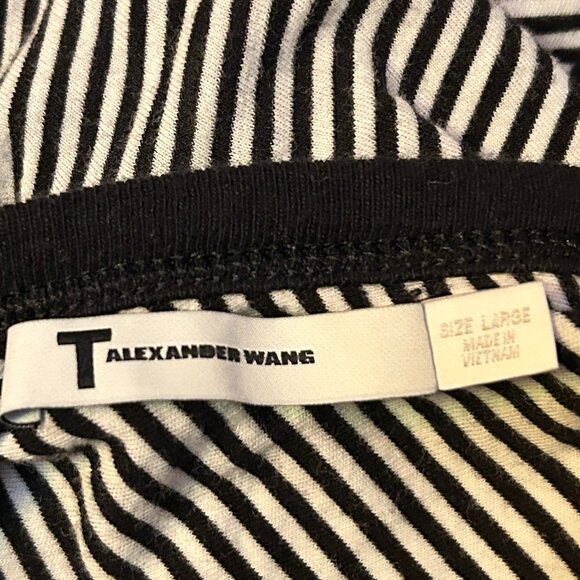 T ALEXANDER WANG
SIZE LARGE
MADE IN
VIETNAM